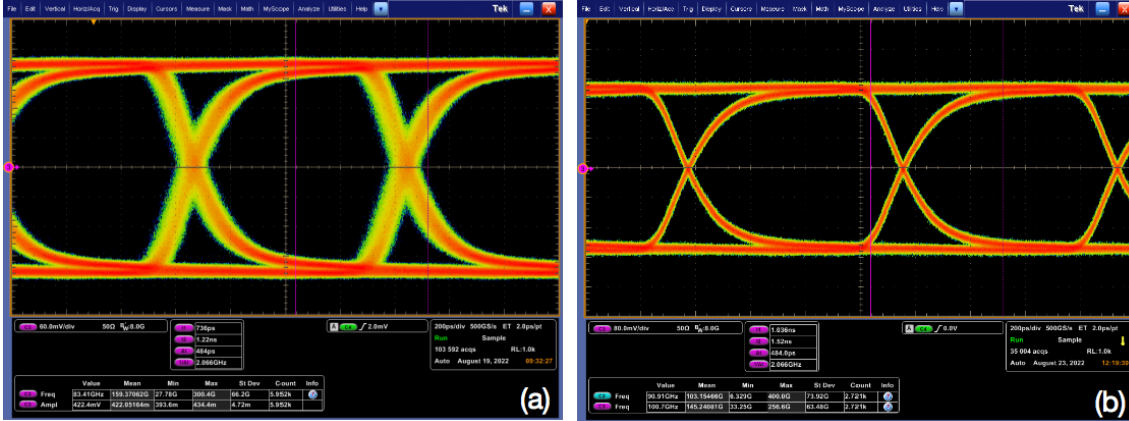 File Edit Vertical Horiz/Acq Trig Display Cursors Measure Mask Math MyScope Analyze Utilities Help Tek X
60.0mV/div 50Ω BW:8.0G
736ps
1.22ns
484ps
2.066GHz
A 2.0mV
200ps/div 500GS/s ET 2.0ps/pt
Run Sample
103 592 acqs RL:1.0k
Auto August 19, 2022 09:32:27
Value Mean Min Max St Dev Count Info
Freq 83.41GHz 159.37062G 27.78G 300.4G 66.2G 5.952k
Ampl 422.4mV 422.05164m 393.6m 434.4m 4.72m 5.952k
(a)
File Edit Vertical Horiz/Acq Trig Display Cursors Measure Mask Math MyScope Analyze Utilities Help Tek X
80.0mV/div 50Ω BW:8.0G
1.036ns
1.52ns
484.0ps
2.066GHz
A 0.0V
200ps/div 500GS/s ET 2.0ps/pt
Run Sample
35 004 acqs RL:1.0k
Auto August 23, 2022
Value Mean Min Max St Dev Count Info
Freq 90.91GHz 103.15466G 6.329G 400.0G 73.92G 2.721k
Freq 100.7GHz 145.24081G 33.25G 256.6G 63.48G 2.721k
(b)